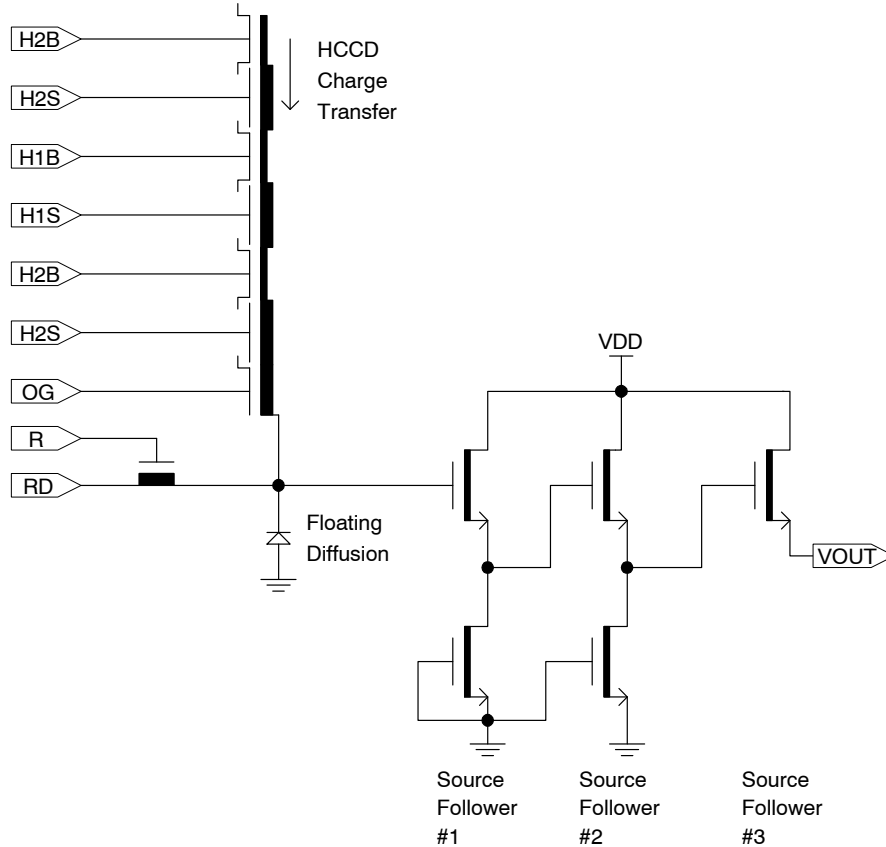 H2B
HCCD
Charge
Transfer
H2S
H1B
H1S
H2B
H2S
VDD
OG
R
RD
Floating
Diffusion
VOUT
Source
Follower
#1
Source
Follower
#2
Source
Follower
#3